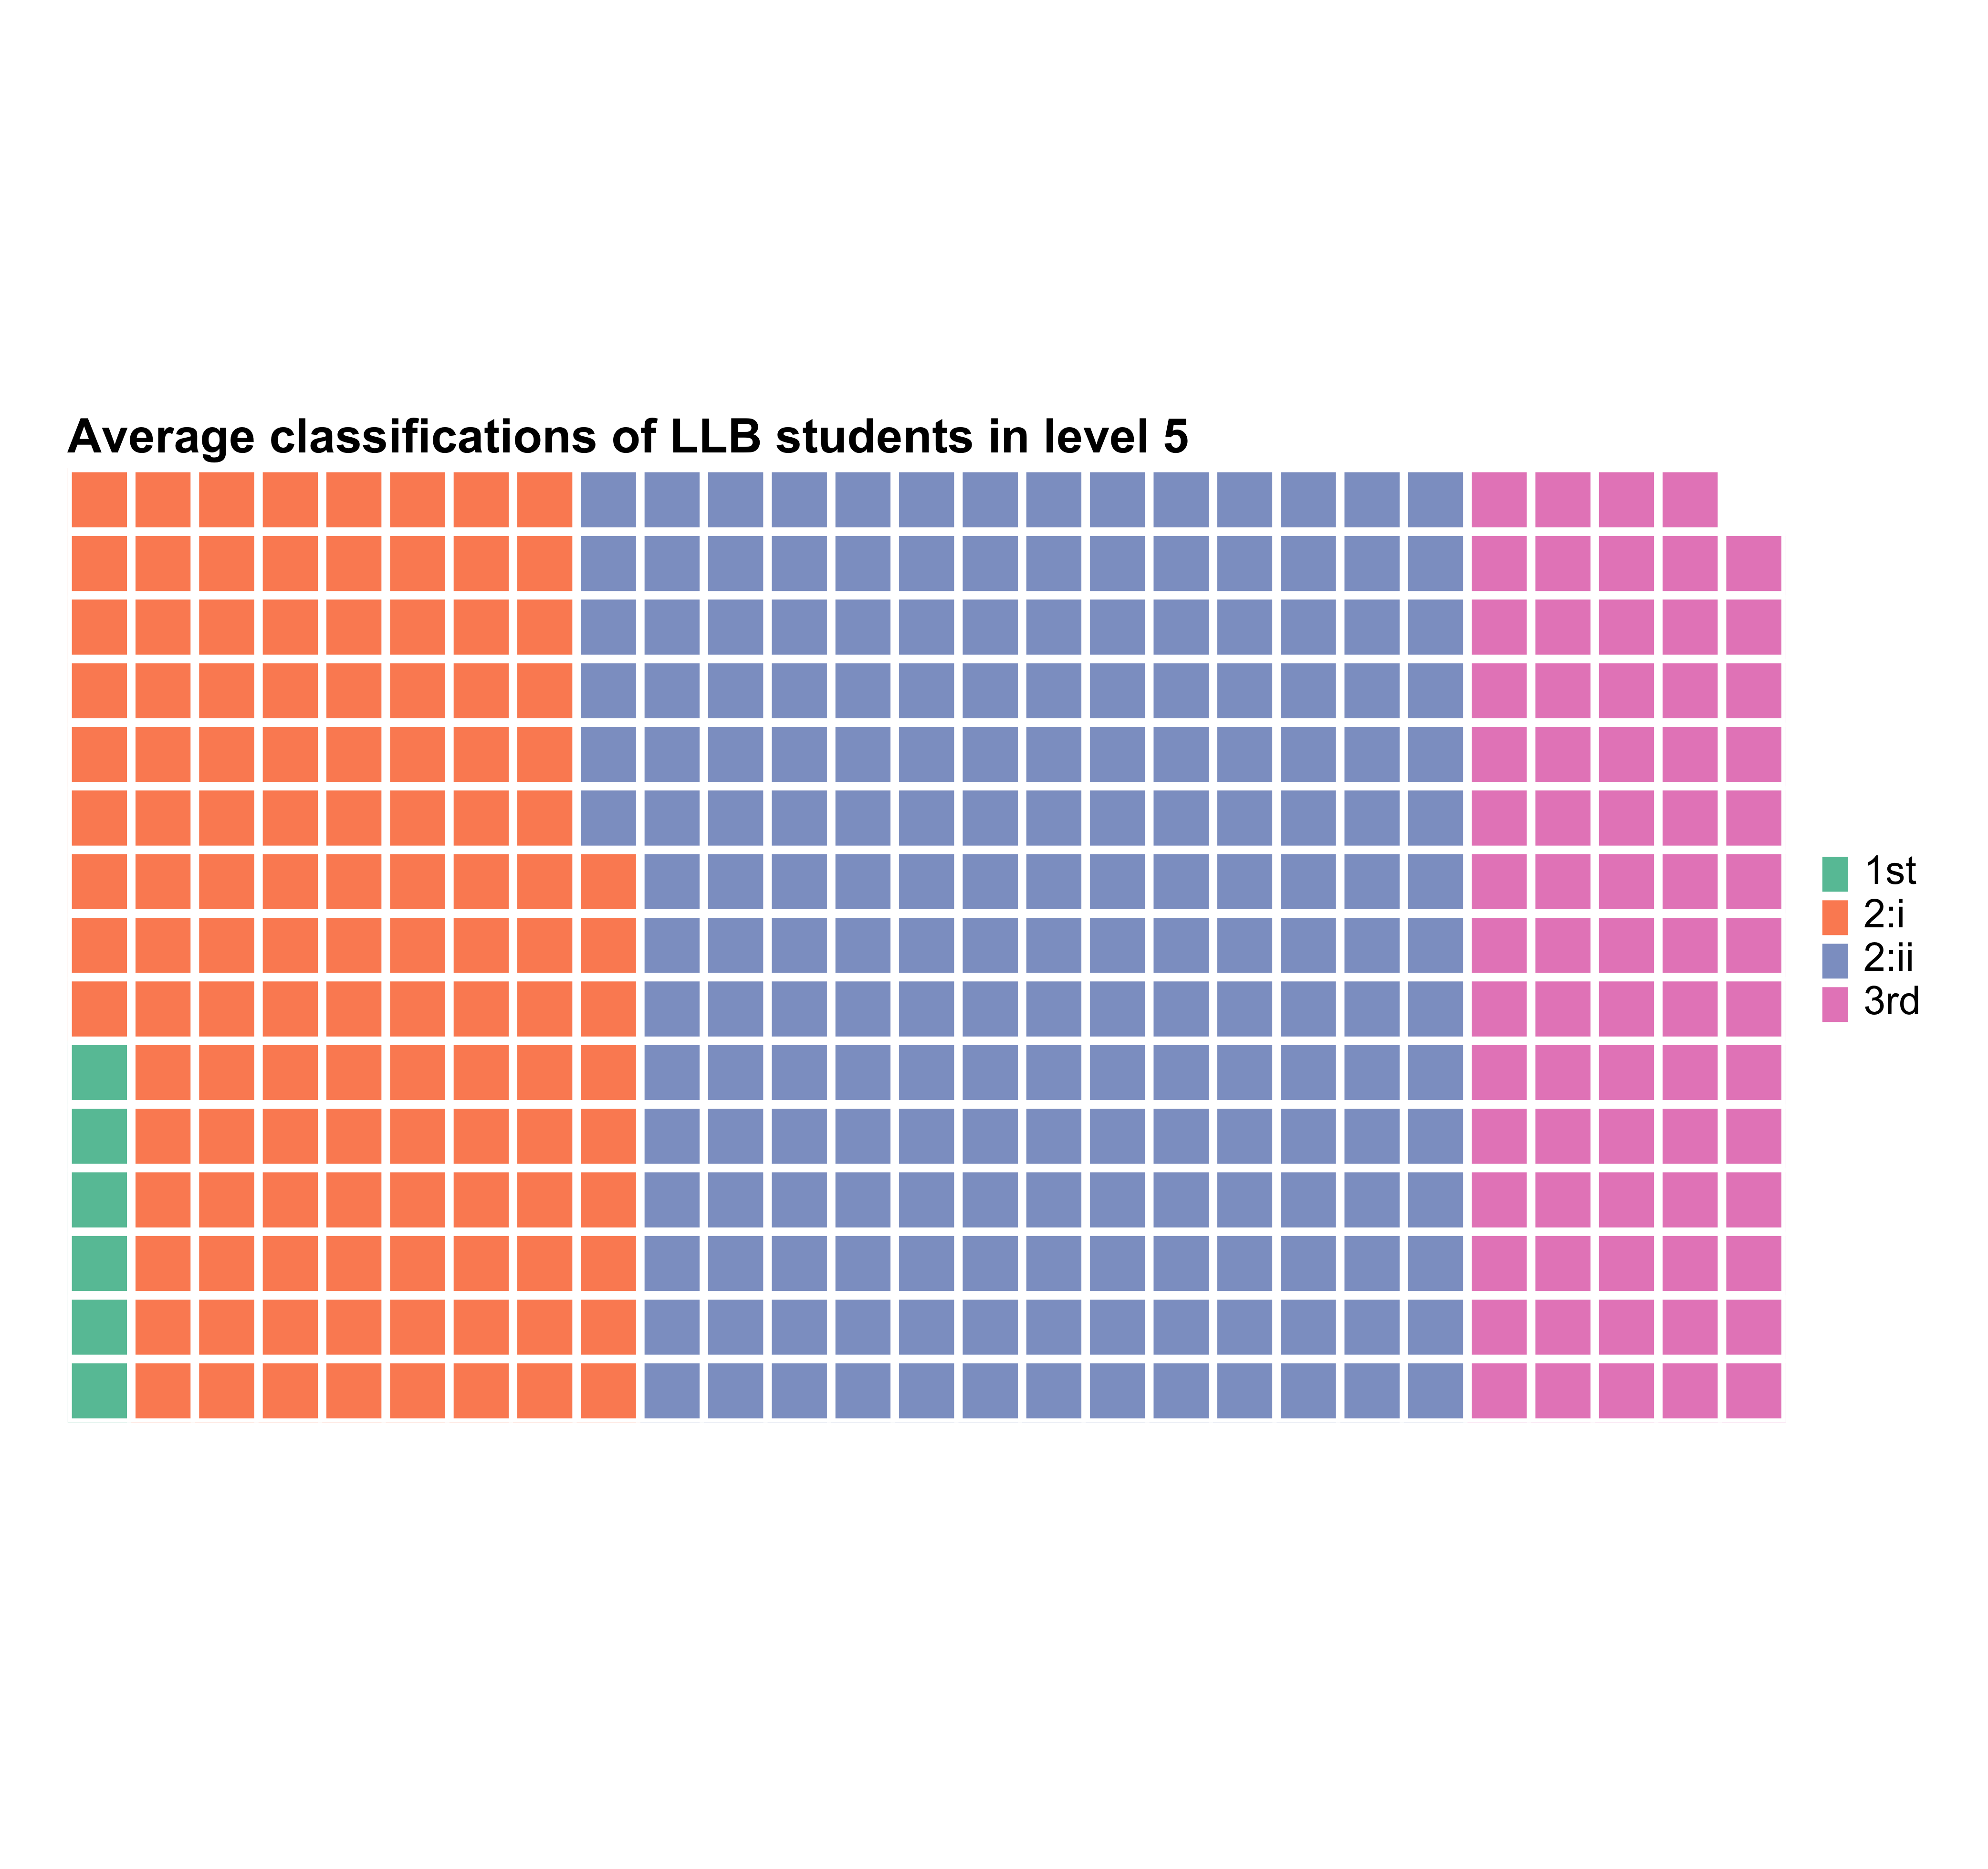 Average classifications of LLB students in level 5
1st
2:i
2:ii
3rd